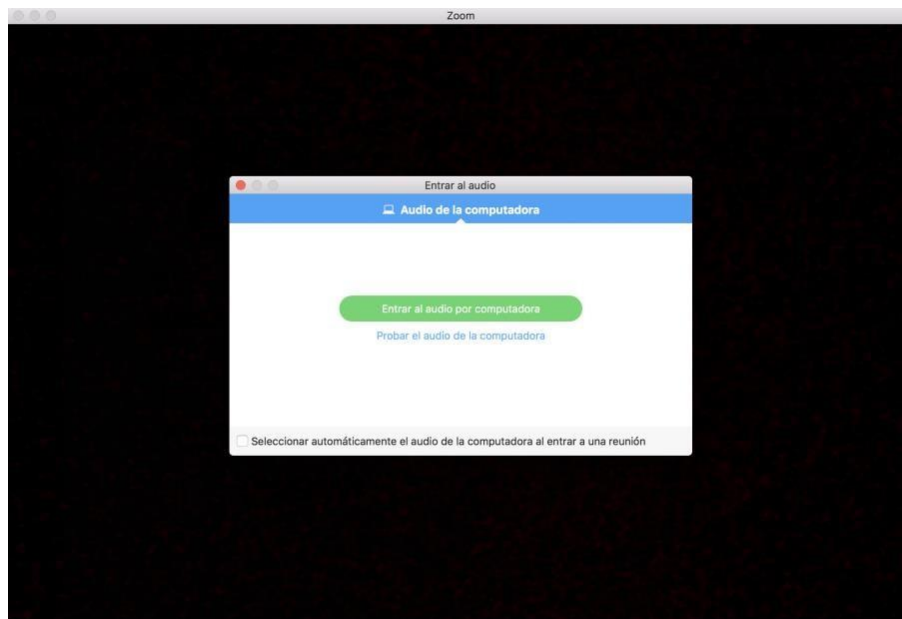 Zoom
Entrar al audio
Audio de la computadora
Entrar al audio por computadora
Probar el audio de la computadora
Seleccionar automáticamente el audio de la computadora al entrar a una reunión